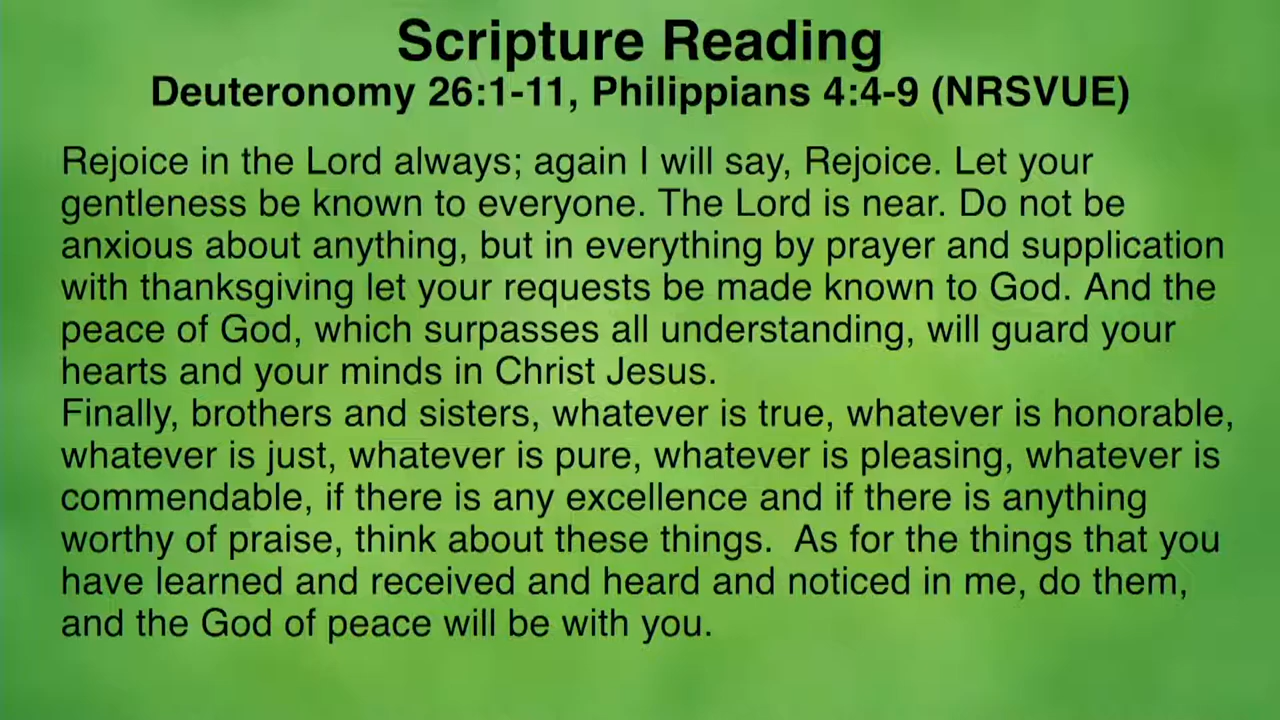 Scripture Reading
Deuteronomy 26:1-11, Philippians 4:4-9 (NRSVUE)
Rejoice in the Lord always; again I will say, Rejoice. Let your
gentleness be known to everyone. The Lord is near. Do not be
anxious about anything, but in everything by prayer and supplication
with thanksgiving let your requests be made known to God. And the
peace of God, which surpasses all understanding, will guard your
hearts and your minds in Christ Jesus.
Finally, brothers and sisters, whatever is true, whatever is honorable,
whatever is just, whatever is pure, whatever is pleasing, whatever is
commendable, if there is any excellence and if there is anything
worthy of praise, think about these things.  As for the things that you
have learned and received and heard and noticed in me, do them,
and the God of peace will be with you.